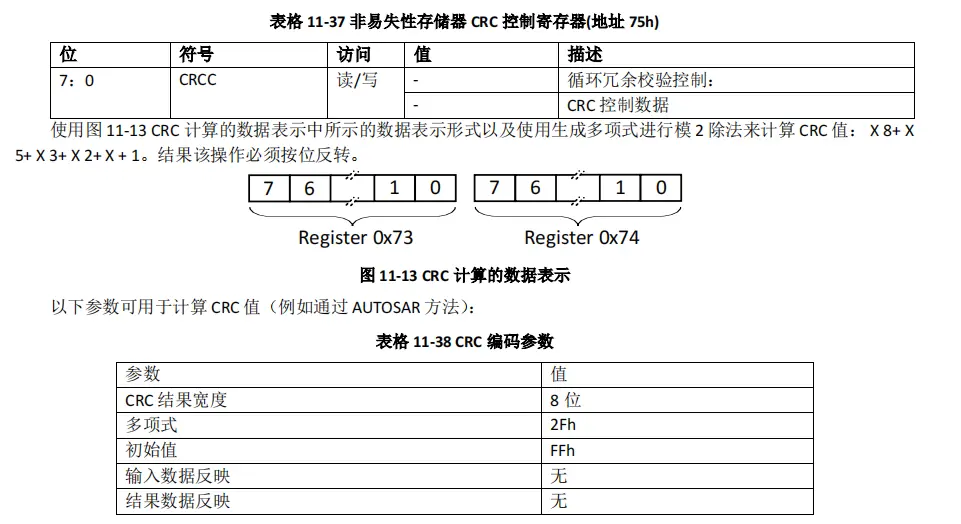 表格 11-37 非易失性存储器 CRC 控制寄存器(地址 75h)
位 符号 访问 值 描述
7：0 CRCC 读/写 - 循环冗余校验控制：
- CRC 控制数据
使用图 11-13 CRC 计算的数据表示中所示的数据表示形式以及使用生成多项式进行模 2 除法来计算 CRC 值： X 8+ X
5+ X 3+ X 2+ X + 1。结果该操作必须按位反转。
7 6 1 0 7 6 1 0
Register 0x73 Register 0x74
图 11-13 CRC 计算的数据表示
以下参数可用于计算 CRC 值（例如通过 AUTOSAR 方法）：
表格 11-38 CRC 编码参数
参数 值
CRC 结果宽度 8 位
多项式 2Fh
初始值 FFh
输入数据反映 无
结果数据反映 无